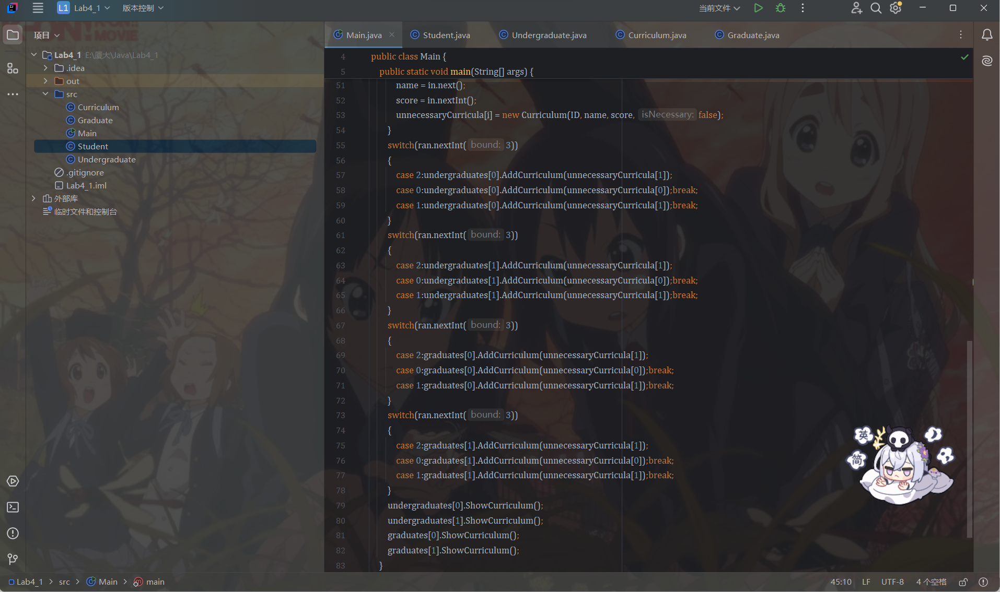 L1 Lab4_1 版本控制 当前文件
K-ON!!
MOVIE
项目
Main.java Student.java Undergraduate.java Curriculum.java Graduate.java
Lab4_1 E:\厦大\Java\Lab4_1
.idea
out
src
Curriculum
Graduate
Main
Student
Undergraduate
.gitignore
Lab4_1.iml
外部库
临时文件和控制台
4 public class Main {
5 public static void main(String[] args) {
51 name = in.next();
52 score = in.nextInt();
53 unnecessaryCurricula[i] = new Curriculum(ID, name, score, isNecessary: false);
54 }
55 switch(ran.nextInt( bound: 3))
56 {
57 case 2:undergraduates[0].AddCurriculum(unnecessaryCurricula[1]);
58 case 0:undergraduates[0].AddCurriculum(unnecessaryCurricula[0]);break;
59 case 1:undergraduates[0].AddCurriculum(unnecessaryCurricula[1]);break;
60 }
61 switch(ran.nextInt( bound: 3))
62 {
63 case 2:undergraduates[1].AddCurriculum(unnecessaryCurricula[1]);
64 case 0:undergraduates[1].AddCurriculum(unnecessaryCurricula[0]);break;
65 case 1:undergraduates[1].AddCurriculum(unnecessaryCurricula[1]);break;
66 }
67 switch(ran.nextInt( bound: 3))
68 {
69 case 2:graduates[0].AddCurriculum(unnecessaryCurricula[1]);
70 case 0:graduates[0].AddCurriculum(unnecessaryCurricula[0]);break;
71 case 1:graduates[0].AddCurriculum(unnecessaryCurricula[1]);break;
72 }
73 switch(ran.nextInt( bound: 3))
74 {
75 case 2:graduates[1].AddCurriculum(unnecessaryCurricula[1]);
76 case 0:graduates[1].AddCurriculum(unnecessaryCurricula[0]);break;
77 case 1:graduates[1].AddCurriculum(unnecessaryCurricula[1]);break;
78 }
79 undergraduates[0].ShowCurriculum();
80 undergraduates[1].ShowCurriculum();
81 graduates[0].ShowCurriculum();
82 graduates[1].ShowCurriculum();
83 }
英
简
Lab4_1 > src > Main > main 45:10 LF UTF-8 4 个空格